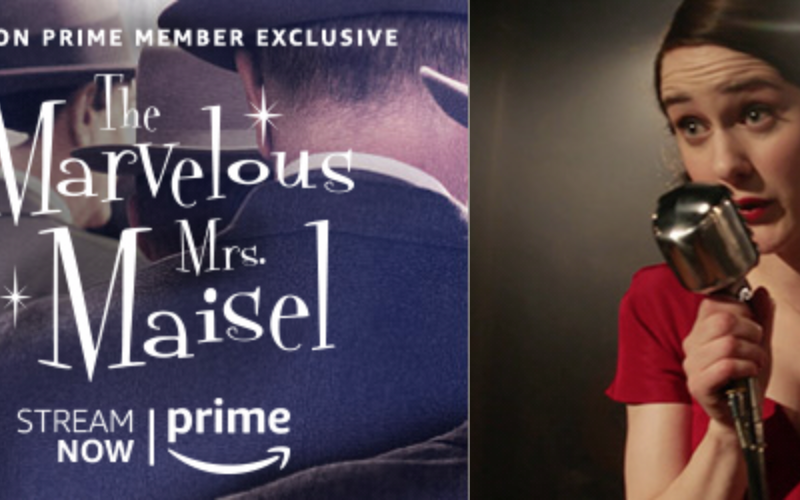 ON PRIME MEMBER EXCLUSIVE
The
Marvelous
Mrs.
Maisel
STREAM
NOW
prime